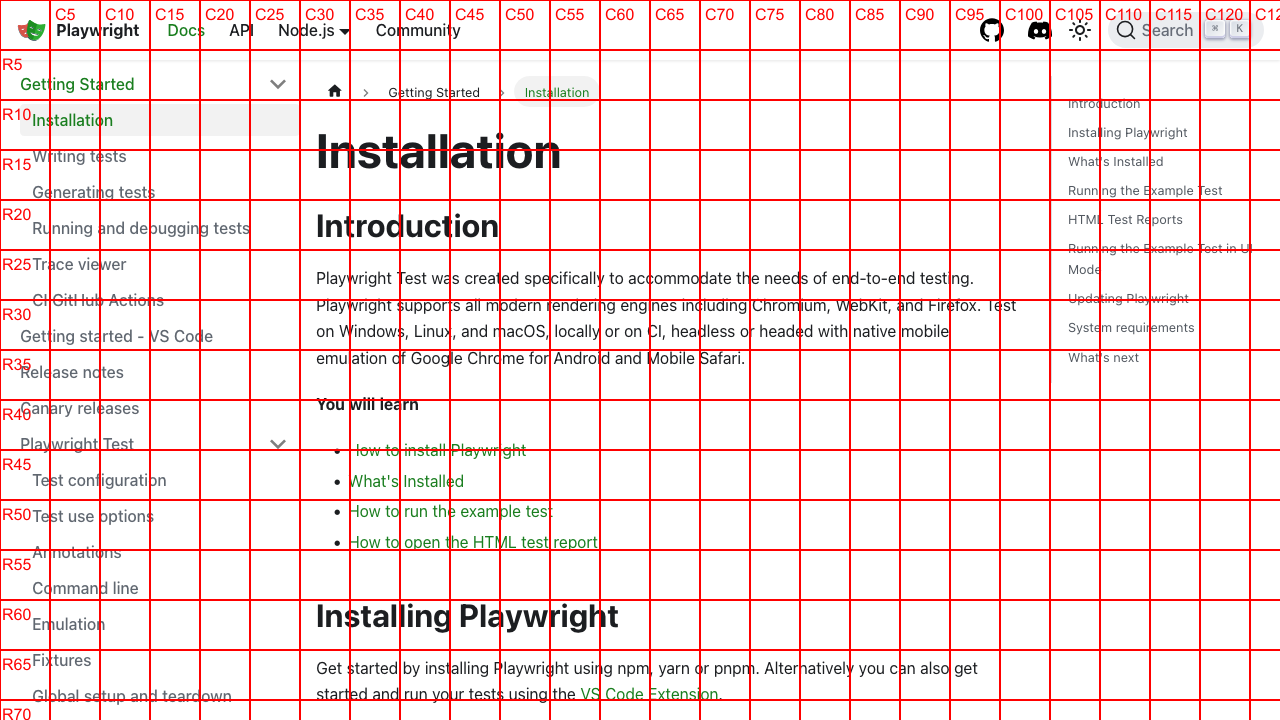 C5 C10 C15 C20 C25 C30 C35 C40 C45 C50 C55 C60 C65 C70 C75 C80 C85 C90 C95 C100 C105 C110 C115 C120 C12
Playwright Docs API Node.js Community Search ⌘ K
R5
R10
R15
R20
R25
R30
R35
R40
R45
R50
R55
R60
R65
R70
Getting Started
Installation
Writing tests
Generating tests
Running and debugging tests
Trace viewer
CI GitHub Actions
Getting started - VS Code
Release notes
Canary releases
Playwright Test
Test configuration
Test use options
Annotations
Command line
Emulation
Fixtures
Global setup and teardown
Getting Started Installation
Installation
Introduction
Playwright Test was created specifically to accommodate the needs of end-to-end testing.
Playwright supports all modern rendering engines including Chromium, WebKit, and Firefox. Test
on Windows, Linux, and macOS, locally or on CI, headless or headed with native mobile
emulation of Google Chrome for Android and Mobile Safari.
You will learn
How to install Playwright
What's Installed
How to run the example test
How to open the HTML test report
Installing Playwright
Get started by installing Playwright using npm, yarn or pnpm. Alternatively you can also get
started and run your tests using the VS Code Extension.
Introduction
Installing Playwright
What's Installed
Running the Example Test
HTML Test Reports
Running the Example Test in UI
Mode
Updating Playwright
System requirements
What's next